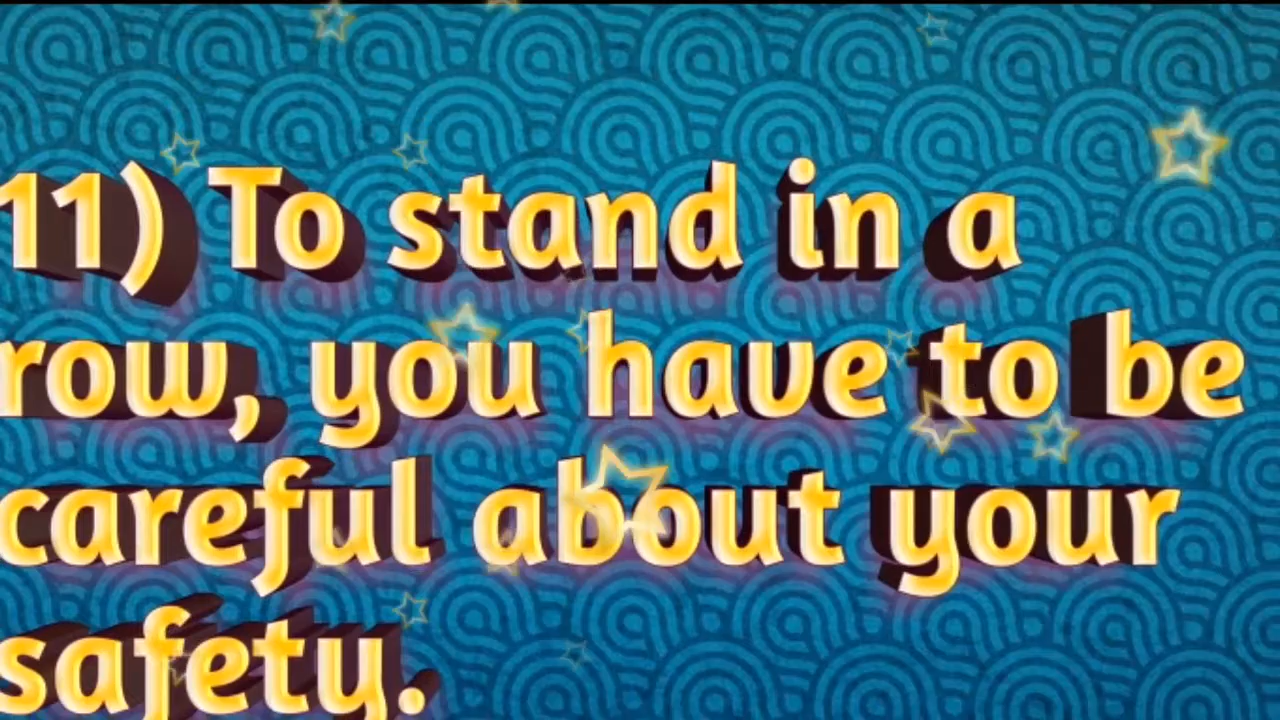 11) To stand in a
row, you have to be
careful about your
safety.